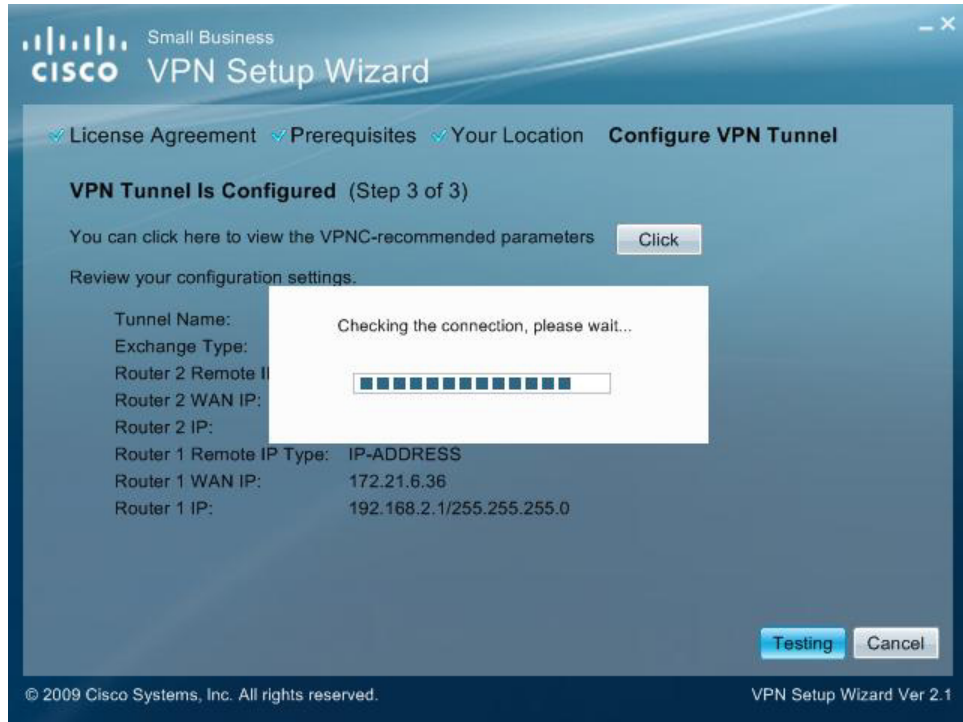 Small Business
CISCO VPN Setup Wizard
License Agreement Prerequisites Your Location Configure VPN Tunnel
VPN Tunnel Is Configured (Step 3 of 3)
You can click here to view the VPNC-recommended parameters Click
Review your configuration settings.
Tunnel Name:
Exchange Type:
Router 2 Remote
Router 2 WAN IP:
Router 2 IP:
Router 1 Remote IP Type: IP-ADDRESS
Router 1 WAN IP: 172.21.6.36
Router 1 IP: 192.168.2.1/255.255.255.0
Checking the connection, please wait...
Testing Cancel
© 2009 Cisco Systems, Inc. All rights reserved. VPN Setup Wizard Ver 2.1